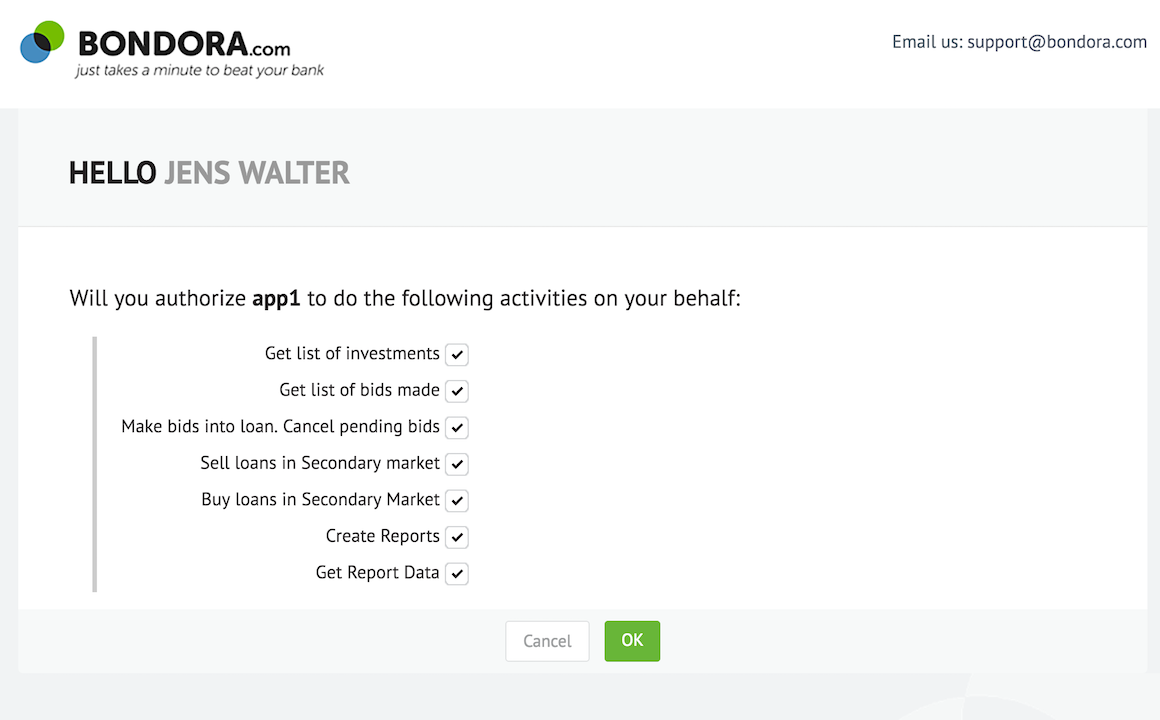 BONDORA.com
just takes a minute to beat your bank
Email us: support@bondora.com
HELLO JENS WALTER
Will you authorize app1 to do the following activities on your behalf:
Get list of investments
Get list of bids made
Make bids into loan. Cancel pending bids
Sell loans in Secondary market
Buy loans in Secondary Market
Create Reports
Get Report Data
Cancel OK